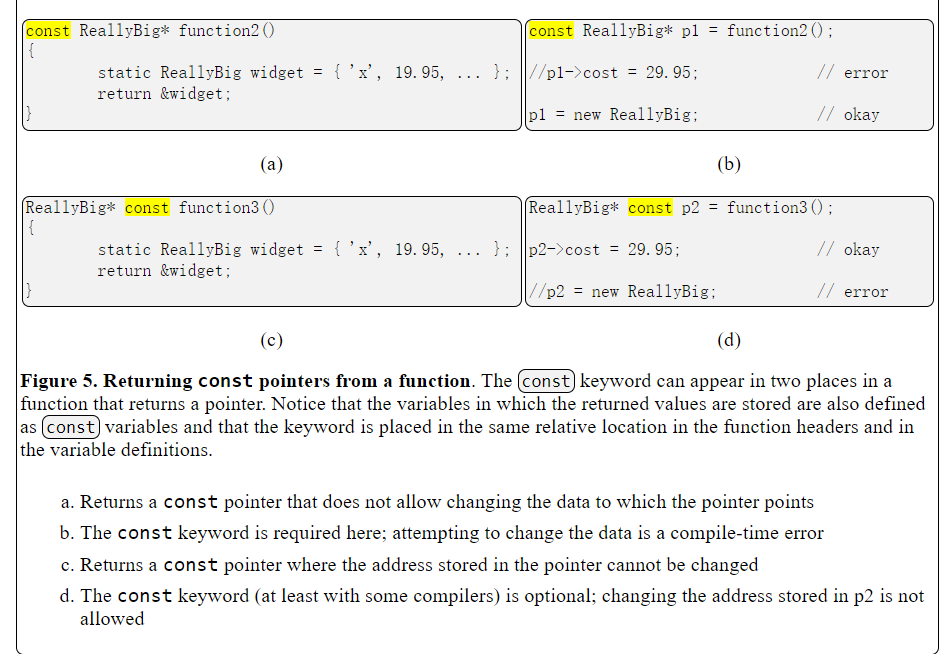 const ReallyBig* function2()
{
static ReallyBig widget = { 'x', 19.95, ... };
return &widget;
}
const ReallyBig* p1 = function2();
//p1->cost = 29.95; // error
p1 = new ReallyBig; // okay
(a)
(b)
ReallyBig* const function3()
{
static ReallyBig widget = { 'x', 19.95, ... };
return &widget;
}
ReallyBig* const p2 = function3();
p2->cost = 29.95; // okay
//p2 = new ReallyBig; // error
(c)
(d)
Figure 5. Returning const pointers from a function. The const keyword can appear in two places in a
function that returns a pointer. Notice that the variables in which the returned values are stored are also defined
as const variables and that the keyword is placed in the same relative location in the function headers and in
the variable definitions.
a. Returns a const pointer that does not allow changing the data to which the pointer points
b. The const keyword is required here; attempting to change the data is a compile-time error
c. Returns a const pointer where the address stored in the pointer cannot be changed
d. The const keyword (at least with some compilers) is optional; changing the address stored in p2 is not
allowed